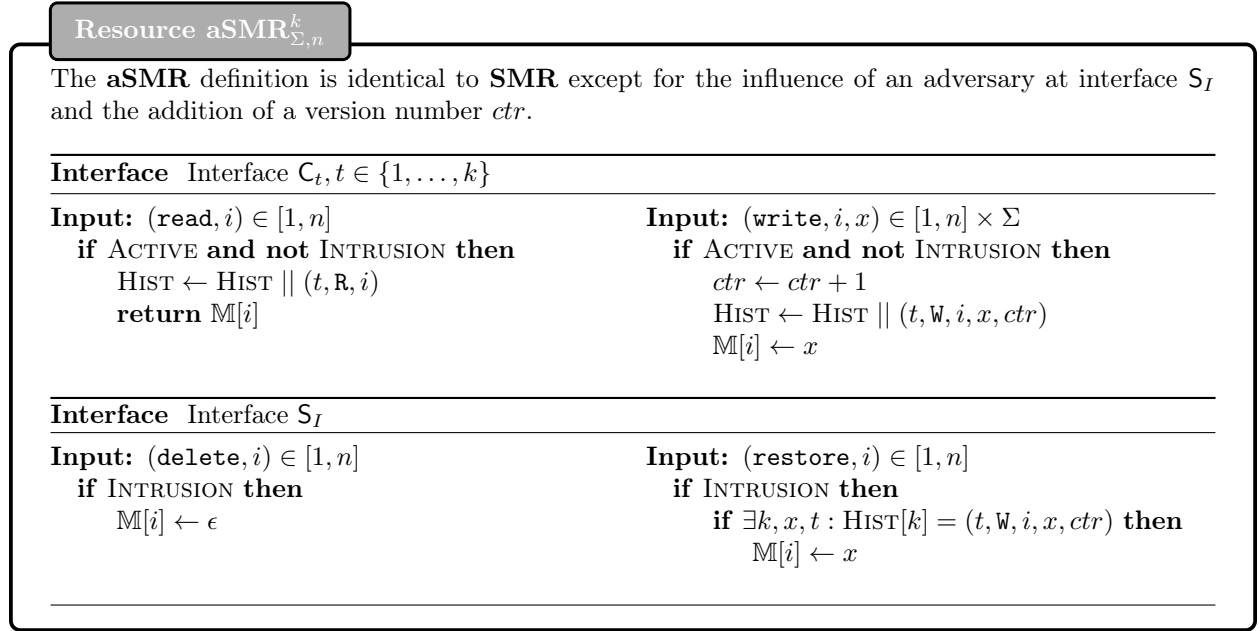 Resource aSMR^k_{Σ,n}
The aSMR definition is identical to SMR except for the influence of an adversary at interface S_I
and the addition of a version number ctr.
Interface Interface C_t, t ∈ {1, . . . , k}
Input: (read, i) ∈ [1, n]
if ACTIVE and not INTRUSION then
HIST ← HIST || (t, R, i)
return 𝕄[i]
Input: (write, i, x) ∈ [1, n] × Σ
if ACTIVE and not INTRUSION then
ctr ← ctr + 1
HIST ← HIST || (t, W, i, x, ctr)
𝕄[i] ← x
Interface Interface S_I
Input: (delete, i) ∈ [1, n]
if INTRUSION then
𝕄[i] ← ϵ
Input: (restore, i) ∈ [1, n]
if INTRUSION then
if ∃k, x, t : HIST[k] = (t, W, i, x, ctr) then
𝕄[i] ← x